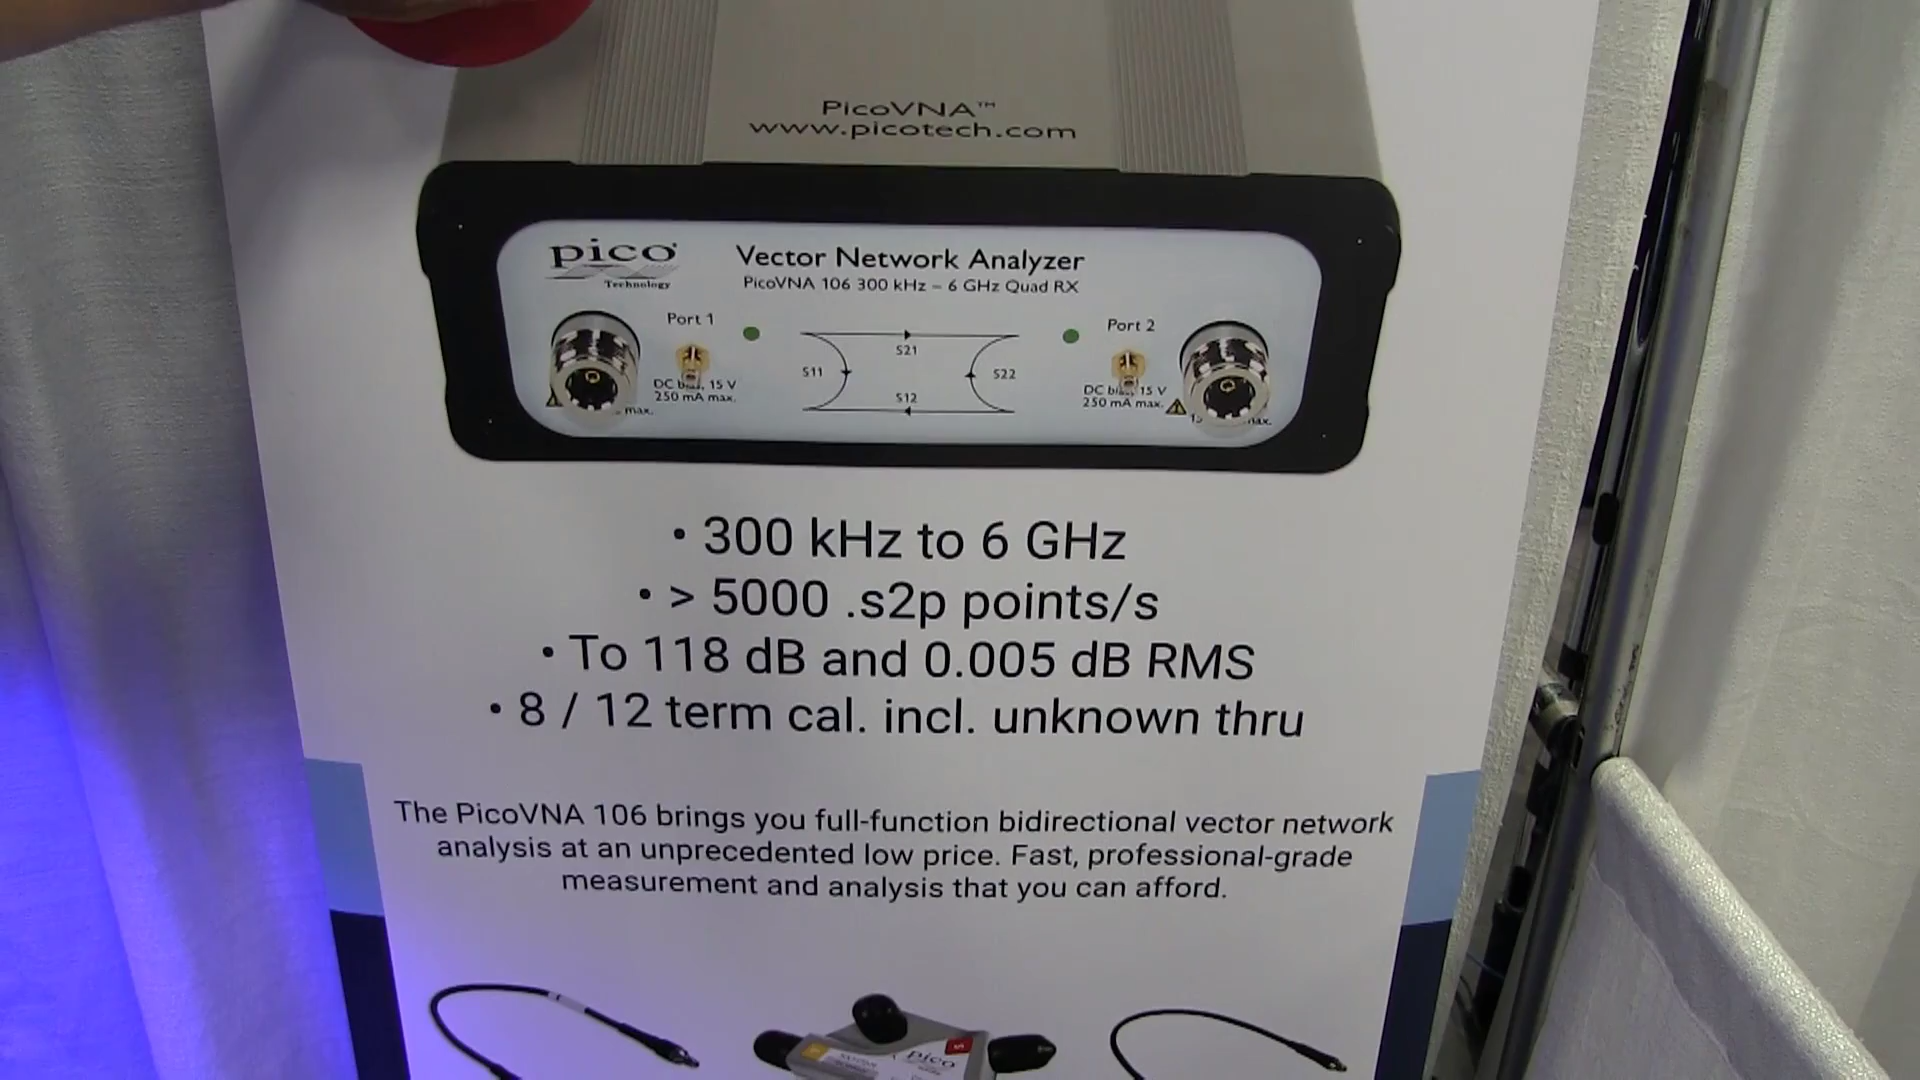 PicoVNA™
www.picotech.com
pico
Technology
Vector Network Analyzer
PicoVNA 106 300 kHz – 6 GHz Quad RX
Port 1
Port 2
S21
S11
S22
S12
DC 15 V
250 mA max.
max.
DC 15 V
250 mA max.
• 300 kHz to 6 GHz
• > 5000 .s2p points/s
• To 118 dB and 0.005 dB RMS
• 8 / 12 term cal. incl. unknown thru
The PicoVNA 106 brings you full-function bidirectional vector network
analysis at an unprecedented low price. Fast, professional-grade
measurement and analysis that you can afford.
pico